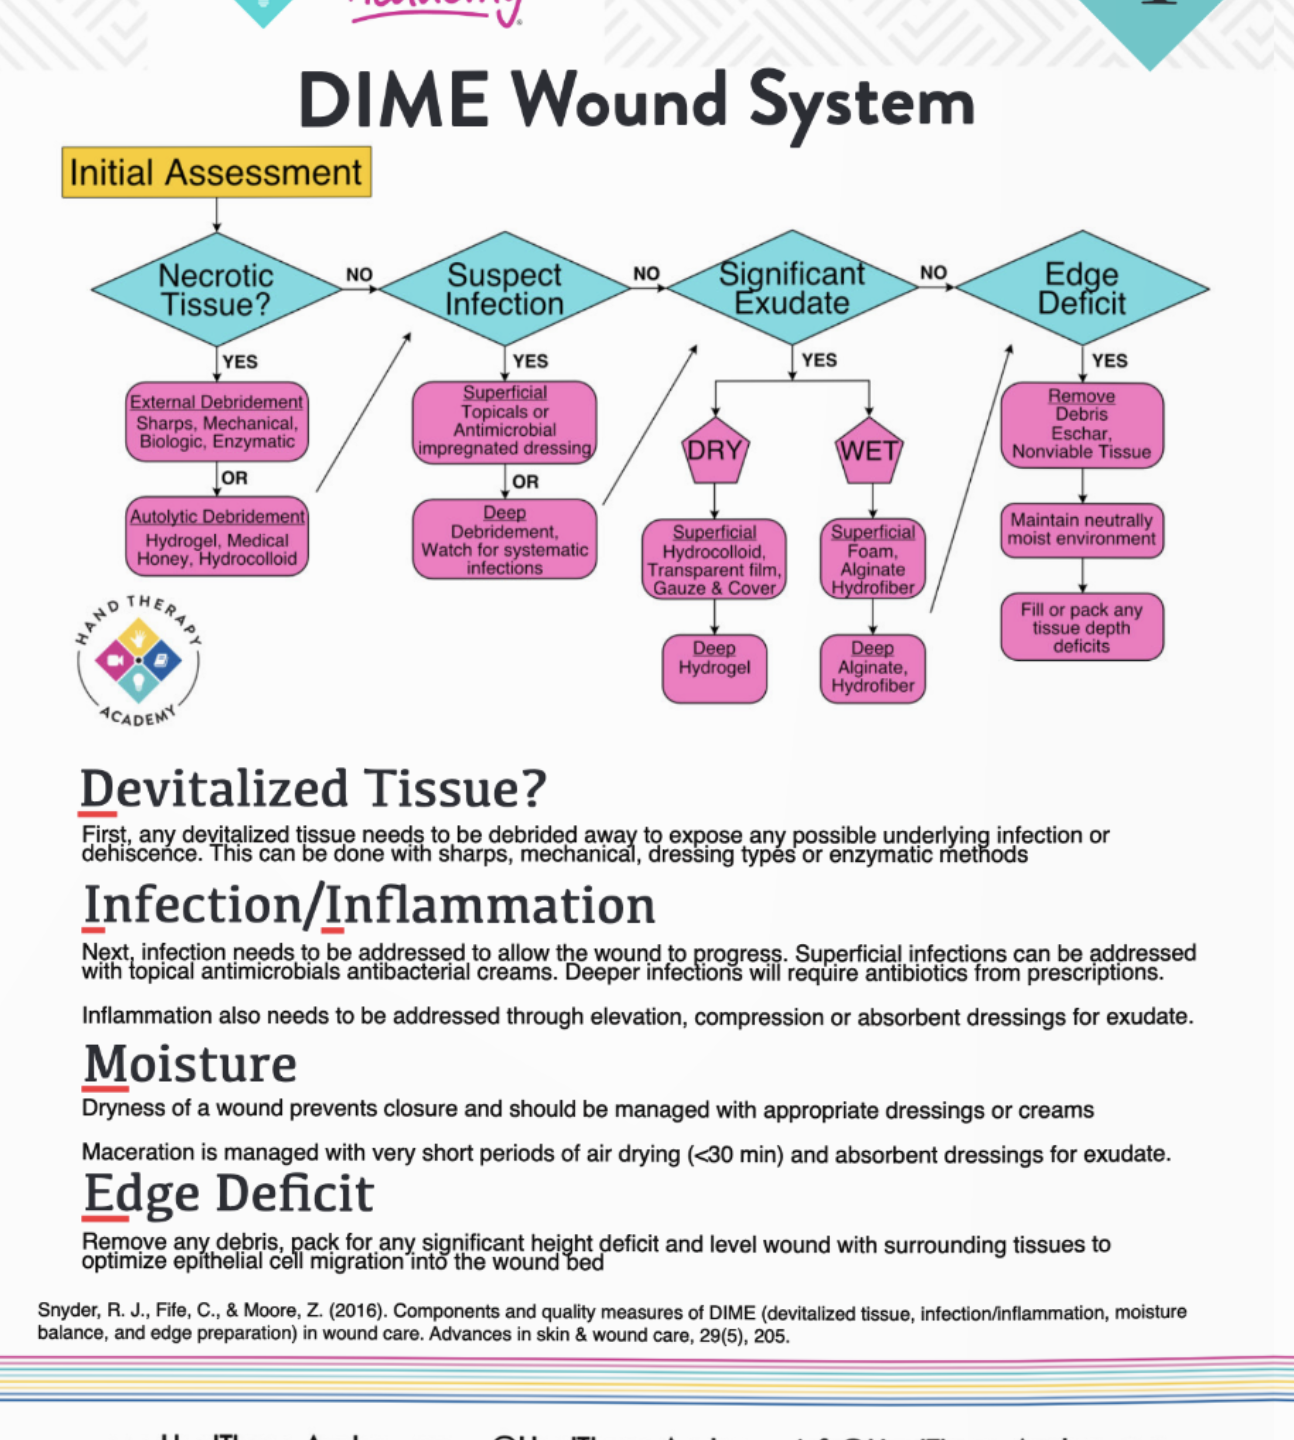 Academy
DIME Wound System
Initial Assessment
Necrotic
Tissue?
NO
Suspect
Infection
NO
Significant
Exudate
NO
Edge
Deficit
YES
YES
YES
YES
External Debridement
Sharps, Mechanical,
Biologic, Enzymatic
OR
Autolytic Debridement
Hydrogel, Medical
Honey, Hydrocolloid
Superficial
Topicals or
Antimicrobial
impregnated dressing
OR
Deep
Debridement,
Watch for systematic
infections
DRY
WET
Superficial
Hydrocolloid,
Transparent film,
Gauze & Cover
Deep
Hydrogel
Superficial
Foam,
Alginate
Hydrofiber
Deep
Alginate,
Hydrofiber
Remove
Debris
Eschar,
Nonviable Tissue
Maintain neutrally
moist environment
Fill or pack any
tissue depth
deficits
HAND THERAPY
ACADEMY
Devitalized Tissue?
First, any devitalized tissue needs to be debrided away to expose any possible underlying infection or
dehiscence. This can be done with sharps, mechanical, dressing types or enzymatic methods
Infection/Inflammation
Next, infection needs to be addressed to allow the wound to progress. Superficial infections can be addressed
with topical antimicrobials antibacterial creams. Deeper infections will require antibiotics from prescriptions.
Inflammation also needs to be addressed through elevation, compression or absorbent dressings for exudate.
Moisture
Dryness of a wound prevents closure and should be managed with appropriate dressings or creams
Maceration is managed with very short periods of air drying (<30 min) and absorbent dressings for exudate.
Edge Deficit
Remove any debris, pack for any significant height deficit and level wound with surrounding tissues to
optimize epithelial cell migration into the wound bed
Snyder, R. J., Fife, C., & Moore, Z. (2016). Components and quality measures of DIME (devitalized tissue, infection/inflammation, moisture
balance, and edge preparation) in wound care. Advances in skin & wound care, 29(5), 205.